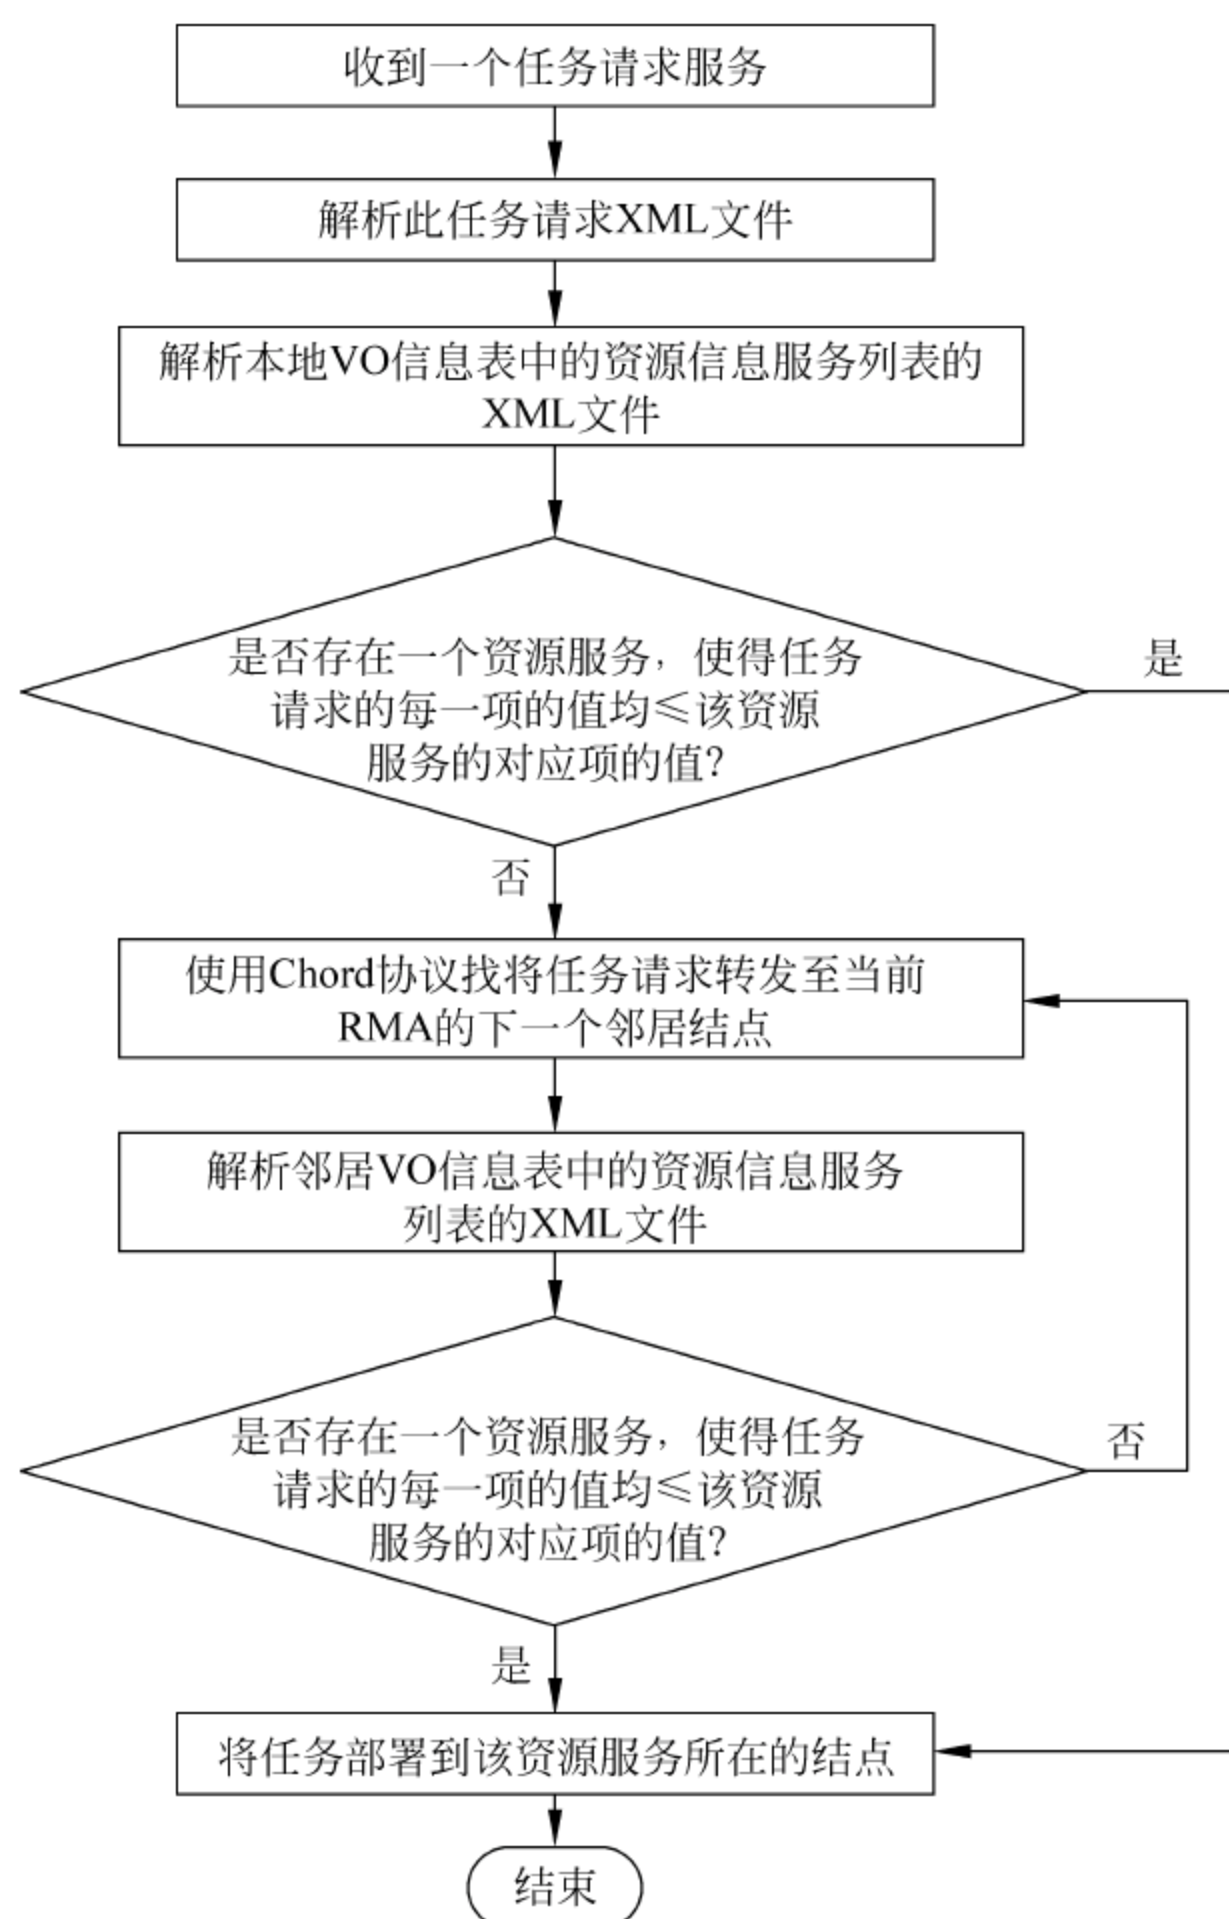 收到一个任务请求服务
解析此任务请求XML文件
解析本地VO信息表中的资源信息服务列表的
XML文件
是否存在一个资源服务，使得任务
请求的每一项的值均≤该资源
服务的对应项的值?
是
否
使用Chord协议找将任务请求转发至当前
RMA的下一个邻居结点
解析邻居VO信息表中的资源信息服务
列表的XML文件
是否存在一个资源服务，使得任务
请求的每一项的值均≤该资源
服务的对应项的值?
否
是
将任务部署到该资源服务所在的结点
结束